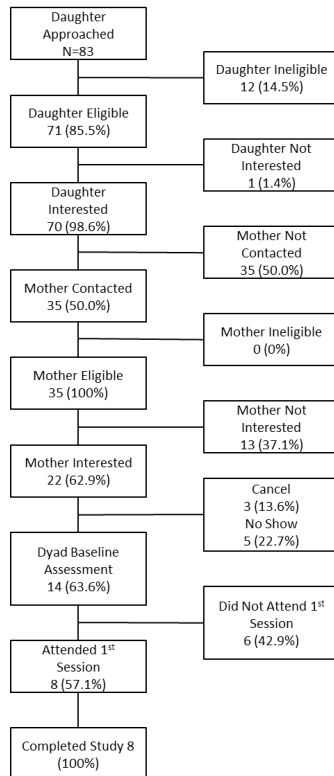 Daughter
Approached
N=83
Daughter Ineligible
12 (14.5%)
Daughter Eligible
71 (85.5%)
Daughter Not
Interested
1 (1.4%)
Daughter
Interested
70 (98.6%)
Mother Not
Contacted
35 (50.0%)
Mother Contacted
35 (50.0%)
Mother Ineligible
0 (0%)
Mother Eligible
35 (100%)
Mother Not
Interested
13 (37.1%)
Mother Interested
22 (62.9%)
Cancel
3 (13.6%)
No Show
5 (22.7%)
Dyad Baseline
Assessment
14 (63.6%)
Did Not Attend 1st
Session
6 (42.9%)
Attended 1st
Session
8 (57.1%)
Completed Study 8
(100%)